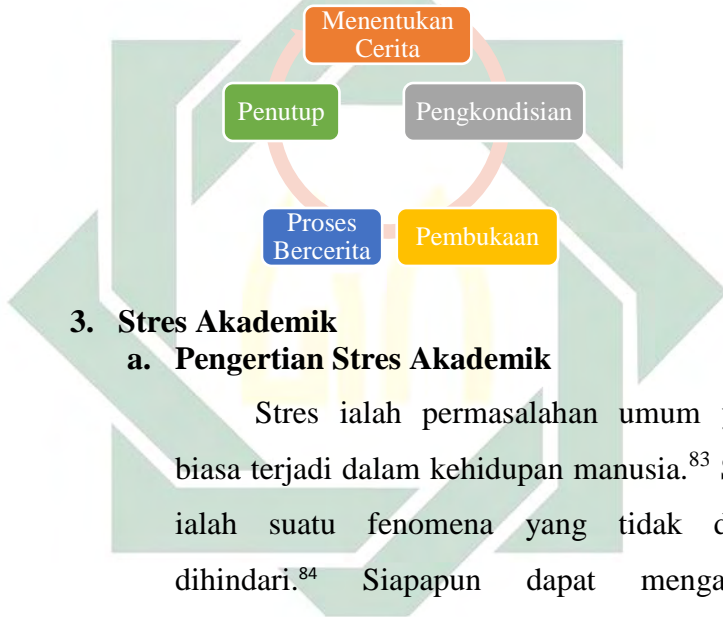 Menentukan
Cerita
Penutup
Pengkondisian
Proses
Bercerita
Pembukaan
3. Stres Akademik
a. Pengertian Stres Akademik
Stres ialah permasalahan umum
biasa terjadi dalam kehidupan manusia.83
ialah suatu fenomena yang tidak
dihindari.84 Siapapun dapat